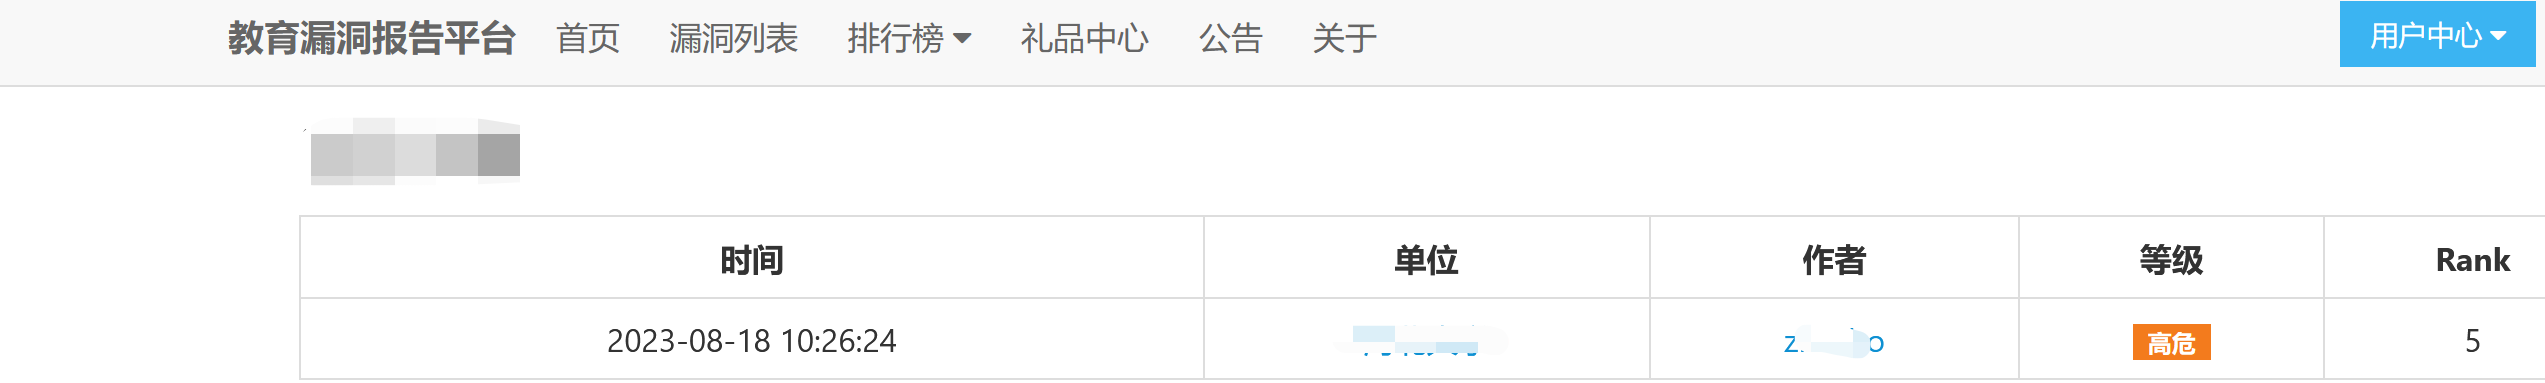 教育漏洞报告平台 首页 漏洞列表 排行榜 礼品中心 公告 关于 用户中心
时间 单位 作者 等级 Rank
2023-08-18 10:26:24 高危 5